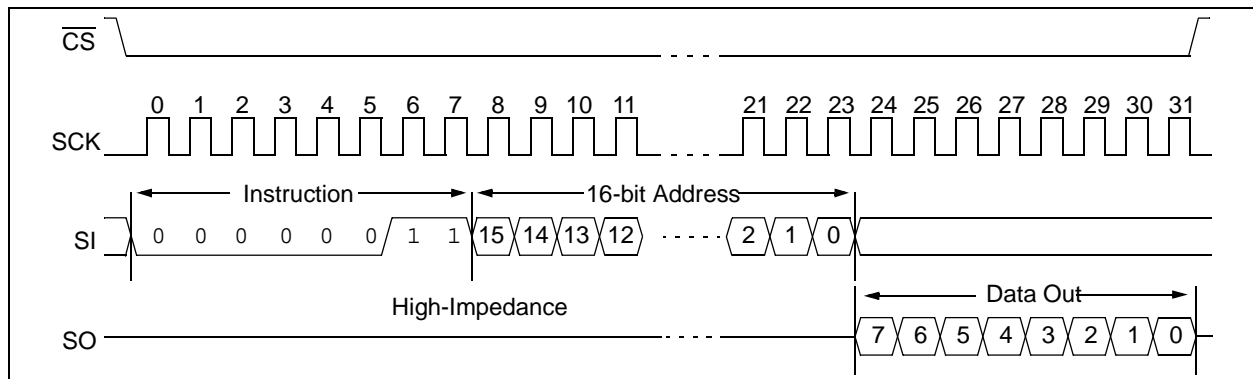 CS
0 1 2 3 4 5 6 7 8 9 10 11 21 22 23 24 25 26 27 28 29 30 31
SCK
Instruction 16-bit Address
SI 0 0 0 0 0 0 1 1 15 14 13 12 2 1 0
High-Impedance Data Out
SO 7 6 5 4 3 2 1 0